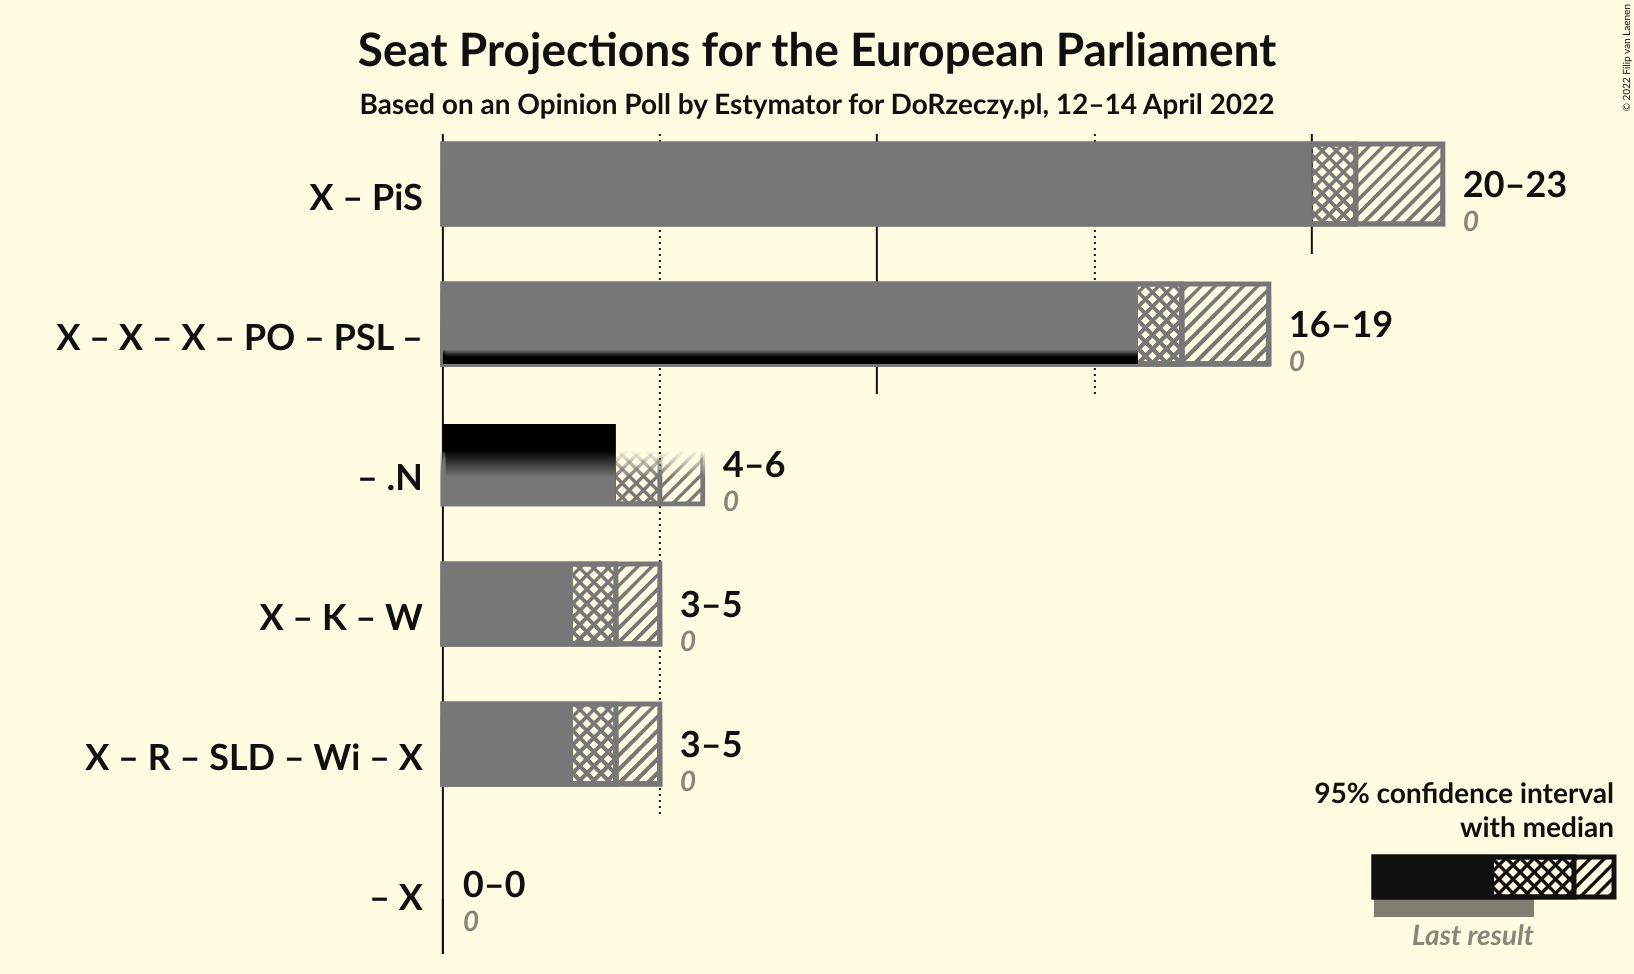 Seat Projections for the European Parliament
Based on an Opinion Poll by Estymator for DoRzeczy.pl, 12–14 April 2022
© 2022 Filip van Laenen
X – PiS
20–23
0
X – X – X – PO – PSL –
16–19
0
– .N
4–6
0
X – K – W
3–5
0
X – R – SLD – Wi – X
3–5
0
– X
0–0
0
95% confidence interval
with median
Last result